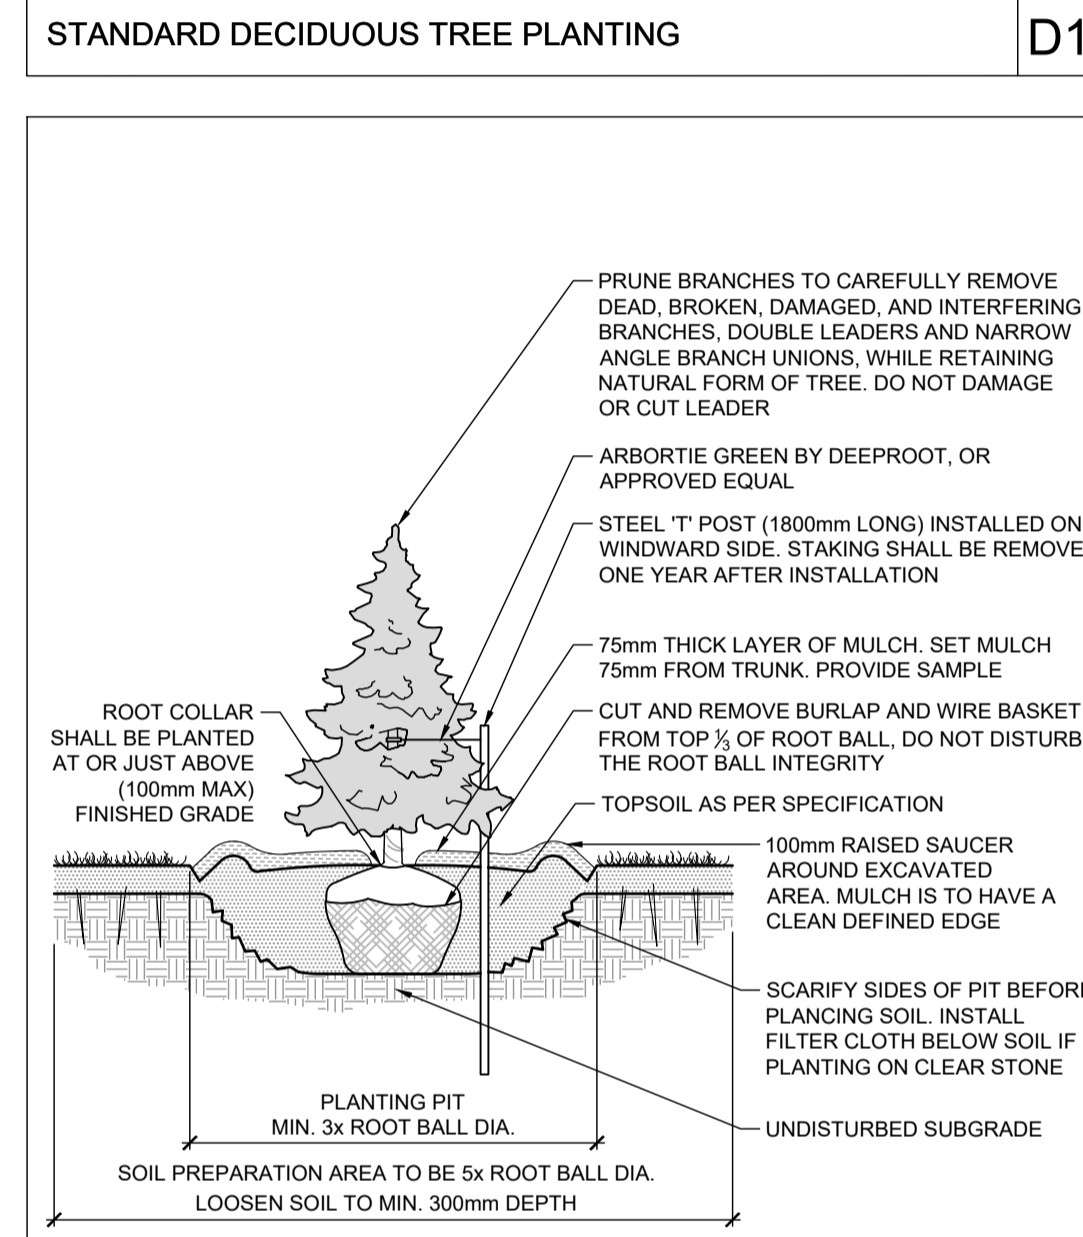 STANDARD DECIDUOUS TREE PLANTING
D1
PRUNE BRANCHES TO CAREFULLY REMOVE
DEAD, BROKEN, DAMAGED, AND INTERFERING
BRANCHES, DOUBLE LEADERS AND NARROW
ANGLE BRANCH UNIONS, WHILE RETAINING
NATURAL FORM OF TREE. DO NOT DAMAGE
OR CUT LEADER
ARBORTIE GREEN BY DEEPROOT, OR
APPROVED EQUAL
STEEL 'T' POST (1800mm LONG) INSTALLED ON
WINDWARD SIDE. STAKING SHALL BE REMOVE
ONE YEAR AFTER INSTALLATION
75mm THICK LAYER OF MULCH. SET MULCH
75mm FROM TRUNK. PROVIDE SAMPLE
CUT AND REMOVE BURLAP AND WIRE BASKET
FROM TOP ⅓ OF ROOT BALL, DO NOT DISTURB
THE ROOT BALL INTEGRITY
TOPSOIL AS PER SPECIFICATION
ROOT COLLAR
SHALL BE PLANTED
AT OR JUST ABOVE
(100mm MAX)
FINISHED GRADE
100mm RAISED SAUCER
AROUND EXCAVATED
AREA. MULCH IS TO HAVE A
CLEAN DEFINED EDGE
SCARIFY SIDES OF PIT BEFORE
PLANCING SOIL. INSTALL
FILTER CLOTH BELOW SOIL IF
PLANTING ON CLEAR STONE
UNDISTURBED SUBGRADE
PLANTING PIT
MIN. 3x ROOT BALL DIA.
SOIL PREPARATION AREA TO BE 5x ROOT BALL DIA.
LOOSEN SOIL TO MIN. 300mm DEPTH